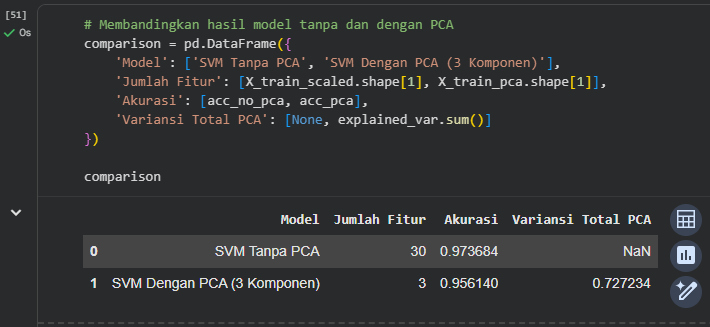 [51]
0s
# Membandingkan hasil model tanpa dan dengan PCA
comparison = pd.DataFrame({
    'Model': ['SVM Tanpa PCA', 'SVM Dengan PCA (3 Komponen)'],
    'Jumlah Fitur': [X_train_scaled.shape[1], X_train_pca.shape[1]],
    'Akurasi': [acc_no_pca, acc_pca],
    'Variansi Total PCA': [None, explained_var.sum()]
})
comparison
Model Jumlah Fitur Akurasi Variansi Total PCA
0 SVM Tanpa PCA 30 0.973684 NaN
1 SVM Dengan PCA (3 Komponen) 3 0.956140 0.727234